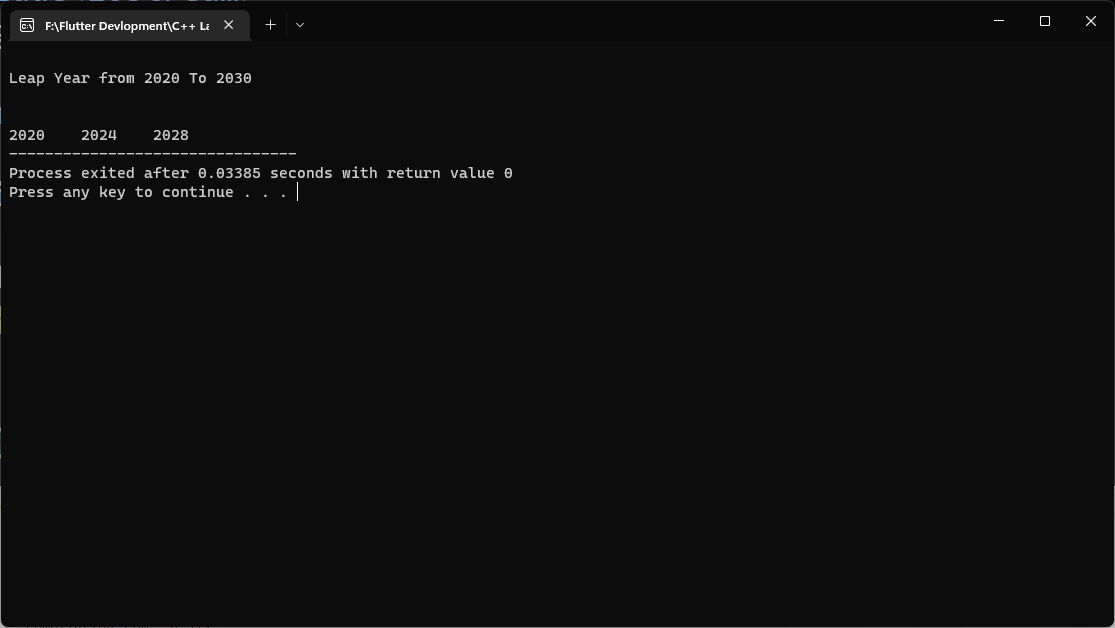 F:\Flutter Devlopment\C++ La
Leap Year from 2020 To 2030
2020    2024    2028
--------------------------------
Process exited after 0.03385 seconds with return value 0
Press any key to continue . . .